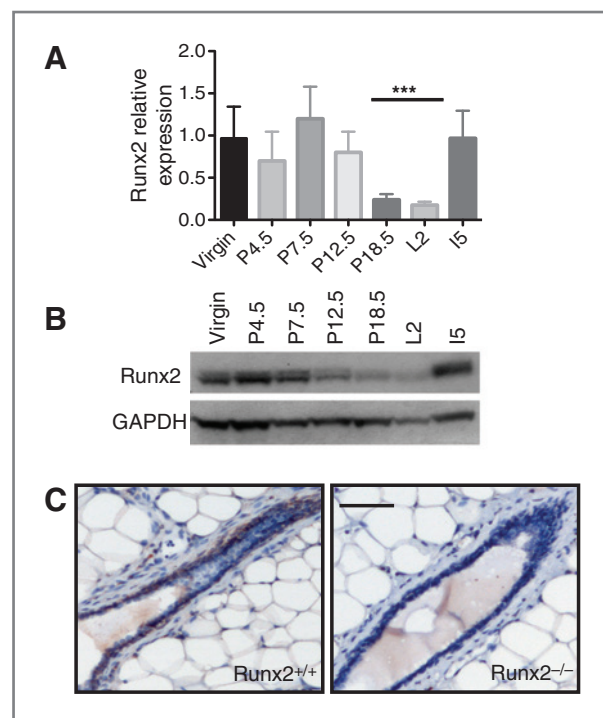 A
Runx2 relative
expression
2.0
1.5
1.0
0.5
0.0
***
Virgin
P4.5
P7.5
P12.5
P18.5
L2
I5
B
Virgin
P4.5
P7.5
P12.5
P18.5
L2
I5
Runx2
GAPDH
C
Runx2+/+
Runx2–/–